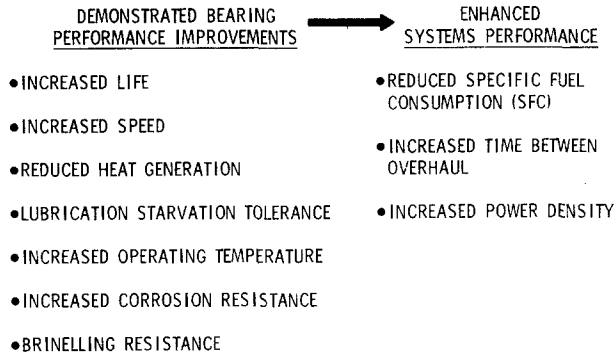 DEMONSTRATED BEARING
PERFORMANCE IMPROVEMENTS
●INCREASED LIFE
●INCREASED SPEED
●REDUCED HEAT GENERATION
●LUBRICATION STARVATION TOLERANCE
●INCREASED OPERATING TEMPERATURE
●INCREASED CORROSION RESISTANCE
●BRINELLING RESISTANCE
ENHANCED
SYSTEMS PERFORMANCE
●REDUCED SPECIFIC FUEL
CONSUMPTION (SFC)
●INCREASED TIME BETWEEN
OVERHAUL
●INCREASED POWER DENSITY